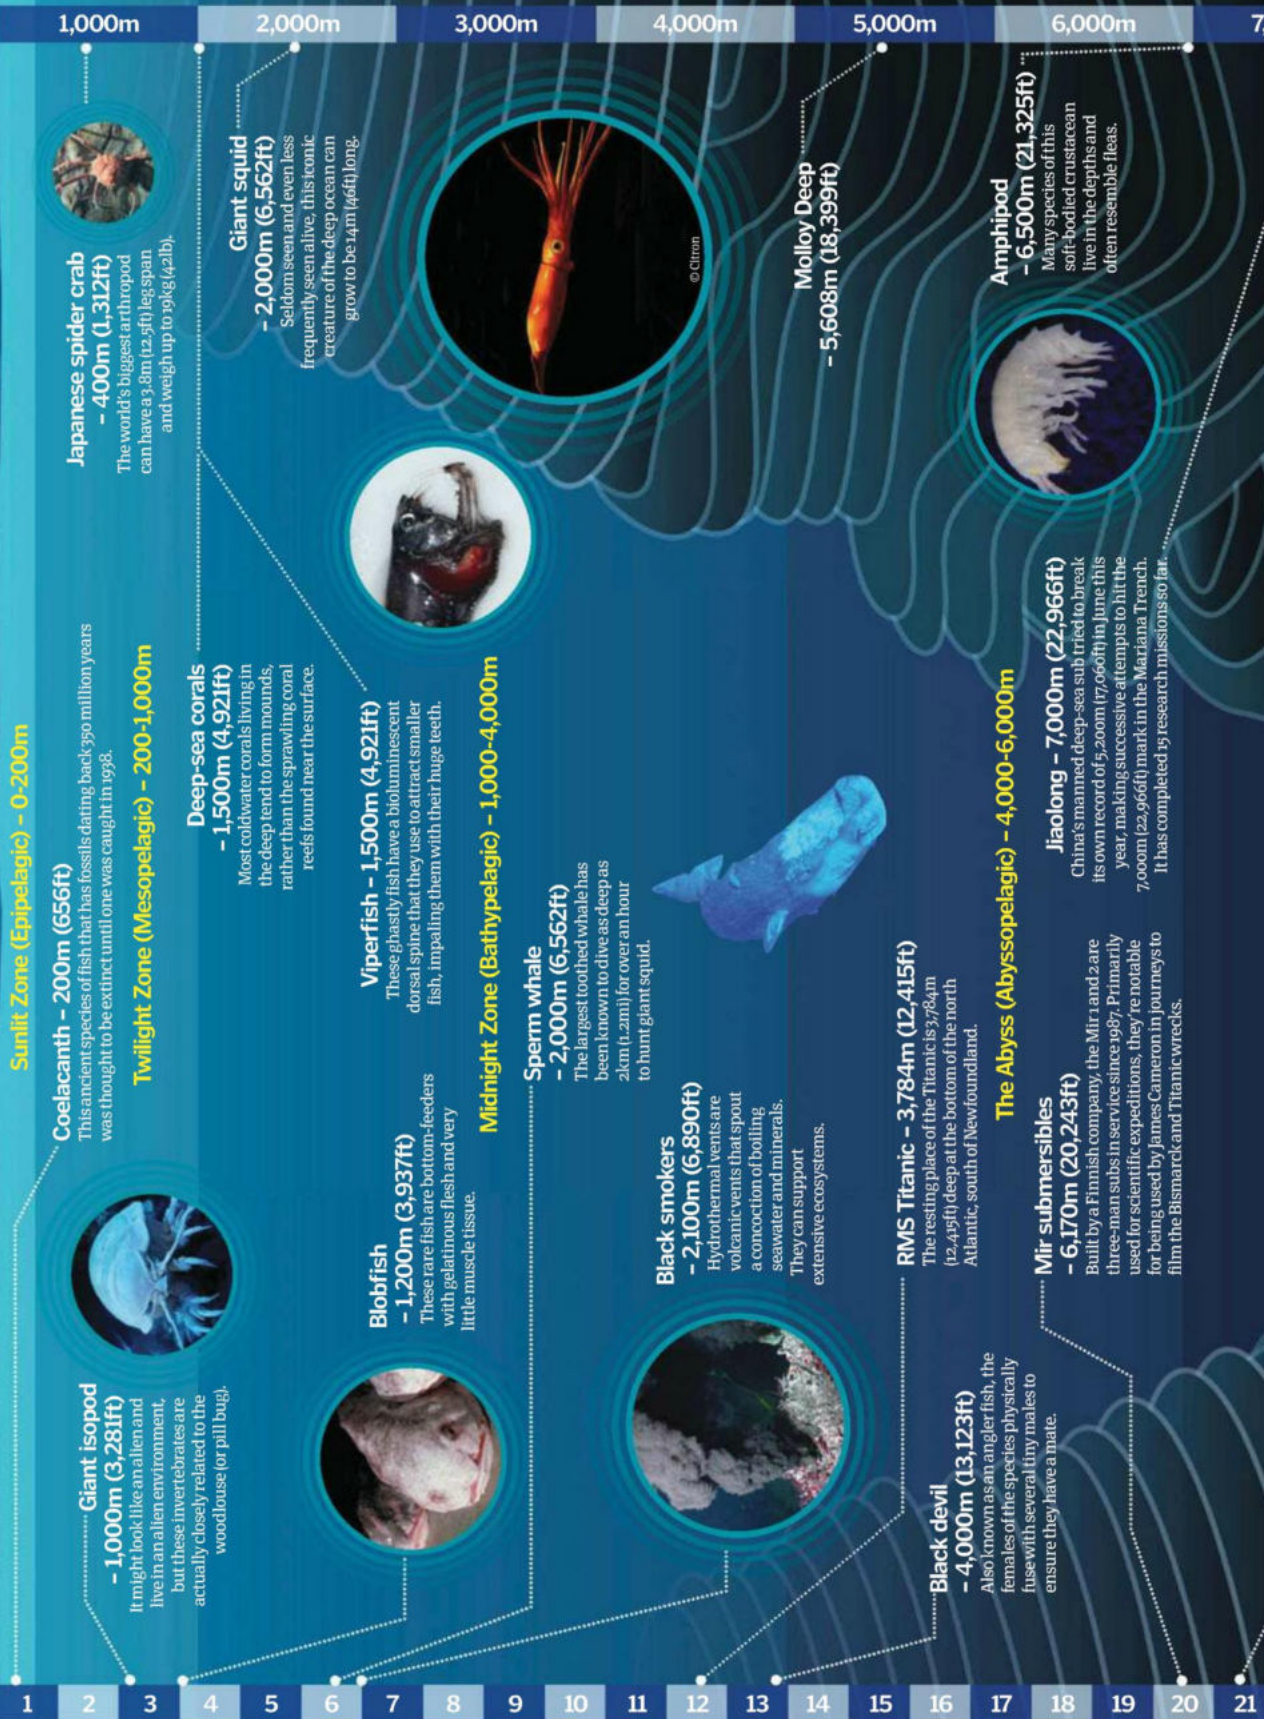 1,000m
2,000m
3,000m
4,000m
5,000m
6,000m
7,
Sunlit Zone (Epipelagic) – 0-200m
Coelacanth – 200m (656ft)
This ancient species of fish that has fossils dating back 350 million years
was thought to be extinct until one was caught in 1938.
Twilight Zone (Mesopelagic) – 200-1,000m
Japanese spider crab
– 400m (1,312ft)
The world's biggest arthropod
can have a 3.8m (12.5ft) leg span
and weigh up to 19kg (42lb).
Giant isopod
– 1,000m (3,281ft)
It might look like an alien and
live in an alien environment,
but these invertebrates are
actually closely related to the
woodlouse (or pill bug).
Deep-sea corals
– 1,500m (4,921ft)
Most coldwater corals living in
the deep tend to form mounds,
rather than the sprawling coral
reefs found near the surface.
Giant squid
– 2,000m (6,562ft)
Seldom seen and even less
frequently seen alive, this iconic
creature of the deep ocean can
grow to be 14m (46ft) long.
© Citron
Viperfish – 1,500m (4,921ft)
These ghastly fish have a bioluminescent
dorsal spine that they use to attract smaller
fish, impaling them with their huge teeth.
Blobfish
– 1,200m (3,937ft)
These rare fish are bottom-feeders
with gelatinous flesh and very
little muscle tissue.
Midnight Zone (Bathypelagic) – 1,000-4,000m
Sperm whale
– 2,000m (6,562ft)
The largest toothed whale has
been known to dive as deep as
2km (1.2mi) for over an hour
to hunt giant squid.
Black smokers
– 2,100m (6,890ft)
Hydrothermal vents are
volcanic vents that spout
a concoction of boiling
seawater and minerals.
They can support
extensive ecosystems.
Molloy Deep
– 5,608m (18,399ft)
RMS Titanic – 3,784m (12,415ft)
The resting place of the Titanic is 3,784m
(12,415ft) deep at the bottom of the north
Atlantic, south of Newfoundland.
Black devil
– 4,000m (13,123ft)
Also known as an angler fish, the
females of the species physically
fuse with several tiny males to
ensure they have a mate.
The Abyss (Abyssopelagic) – 4,000-6,000m
Amphipod
– 6,500m (21,325ft)
Many species of this
soft-bodied crustacean
live in the depths and
often resemble fleas.
Mir submersibles
– 6,170m (20,243ft)
Built by a Finnish company, the Mir 1 and 2 are
three-man subs in service since 1987. Primarily
used for scientific expeditions, they're notable
for being used by James Cameron in journeys to
film the Bismarck and Titanic wrecks.
Jiaolong – 7,000m (22,966ft)
China's manned deep-sea sub tried to break
its own record of 5,200m (17,060ft) in June this
year, making successive attempts to hit the
7,000m (22,966ft) mark in the Mariana Trench.
It has completed 15 research missions so far.
1
2
3
4
5
6
7
8
9
10
11
12
13
14
15
16
17
18
19
20
21